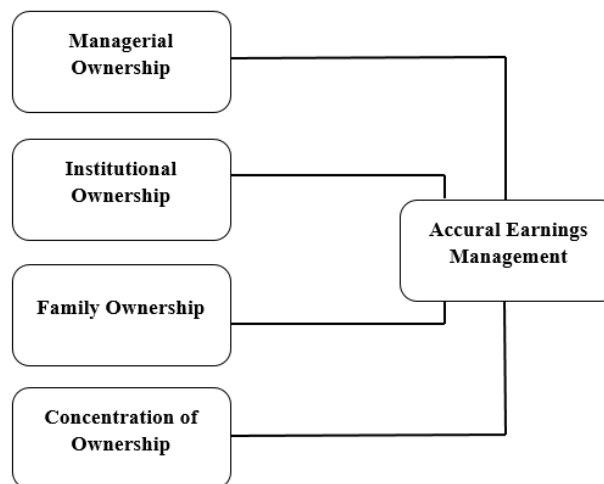 Managerial
Ownership
Institutional
Ownership
Accural Earnings
Management
Family Ownership
Concentration of
Ownership